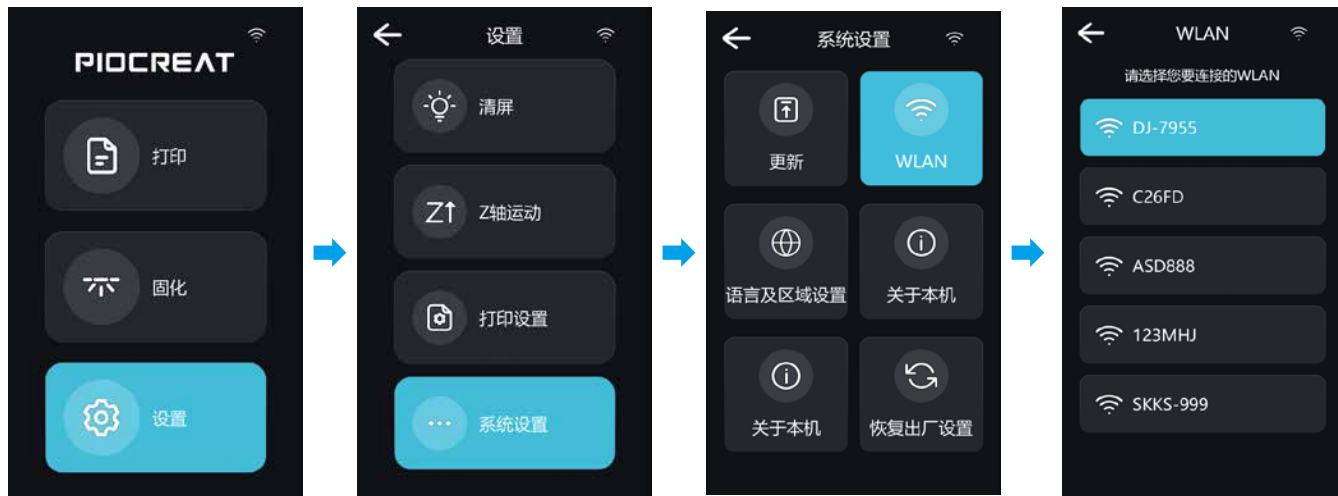 PIOCREAT
打印
固化
设置
设置
清屏
Z轴运动
打印设置
系统设置
系统设置
更新
WLAN
语言及区域设置
关于本机
关于本机
恢复出厂设置
WLAN
请选择您要连接的WLAN
DJ-7955
C26FD
ASD888
123MHJ
SKKS-999